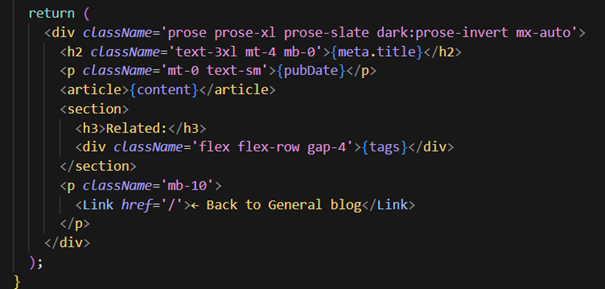 return (
<div className='prose prose-xl prose-slate dark:prose-invert mx-auto'>
<h2 className='text-3xl mt-4 mb-0'>{meta.title}</h2>
<p className='mt-0 text-sm'>{pubDate}</p>
<article>{content}</article>
<section>
<h3>Related:</h3>
<div className='flex flex-row gap-4'>{tags}</div>
</section>
<p className='mb-10'>
<Link href='/'>← Back to General blog</Link>
</p>
</div>
);
}